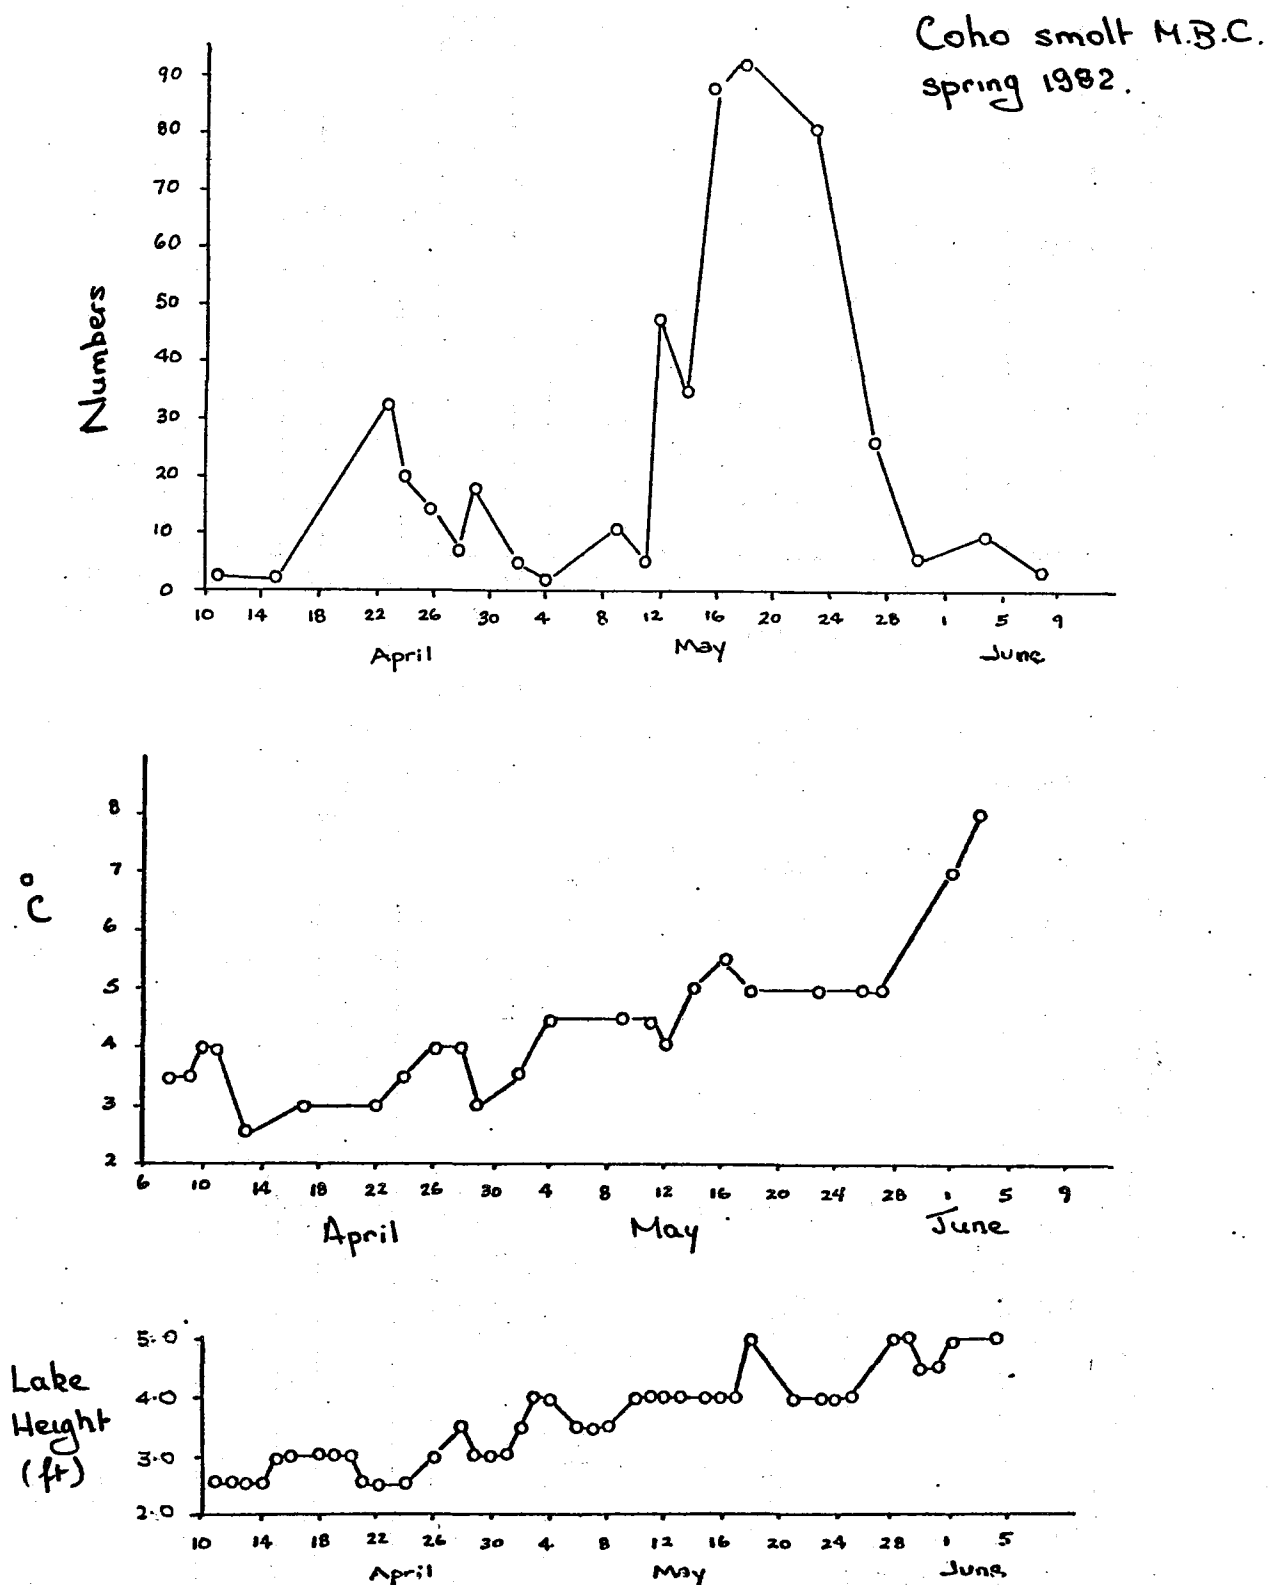 Coho smolt M.B.C.
spring 1982.
Numbers
90
80
70
60
50
40
30
20
10
0
10 14 18 22 26 30 4 8 12 16 20 24 28 1 5 9
April May June
°C
8
7
6
5
4
3
2
6 10 14 18 22 26 30 4 8 12 16 20 24 28 1 5 9
April May June
Lake
Height
(ft)
5.0
4.0
3.0
2.0
10 14 18 22 26 30 4 8 12 16 20 24 28 1 5
April May June